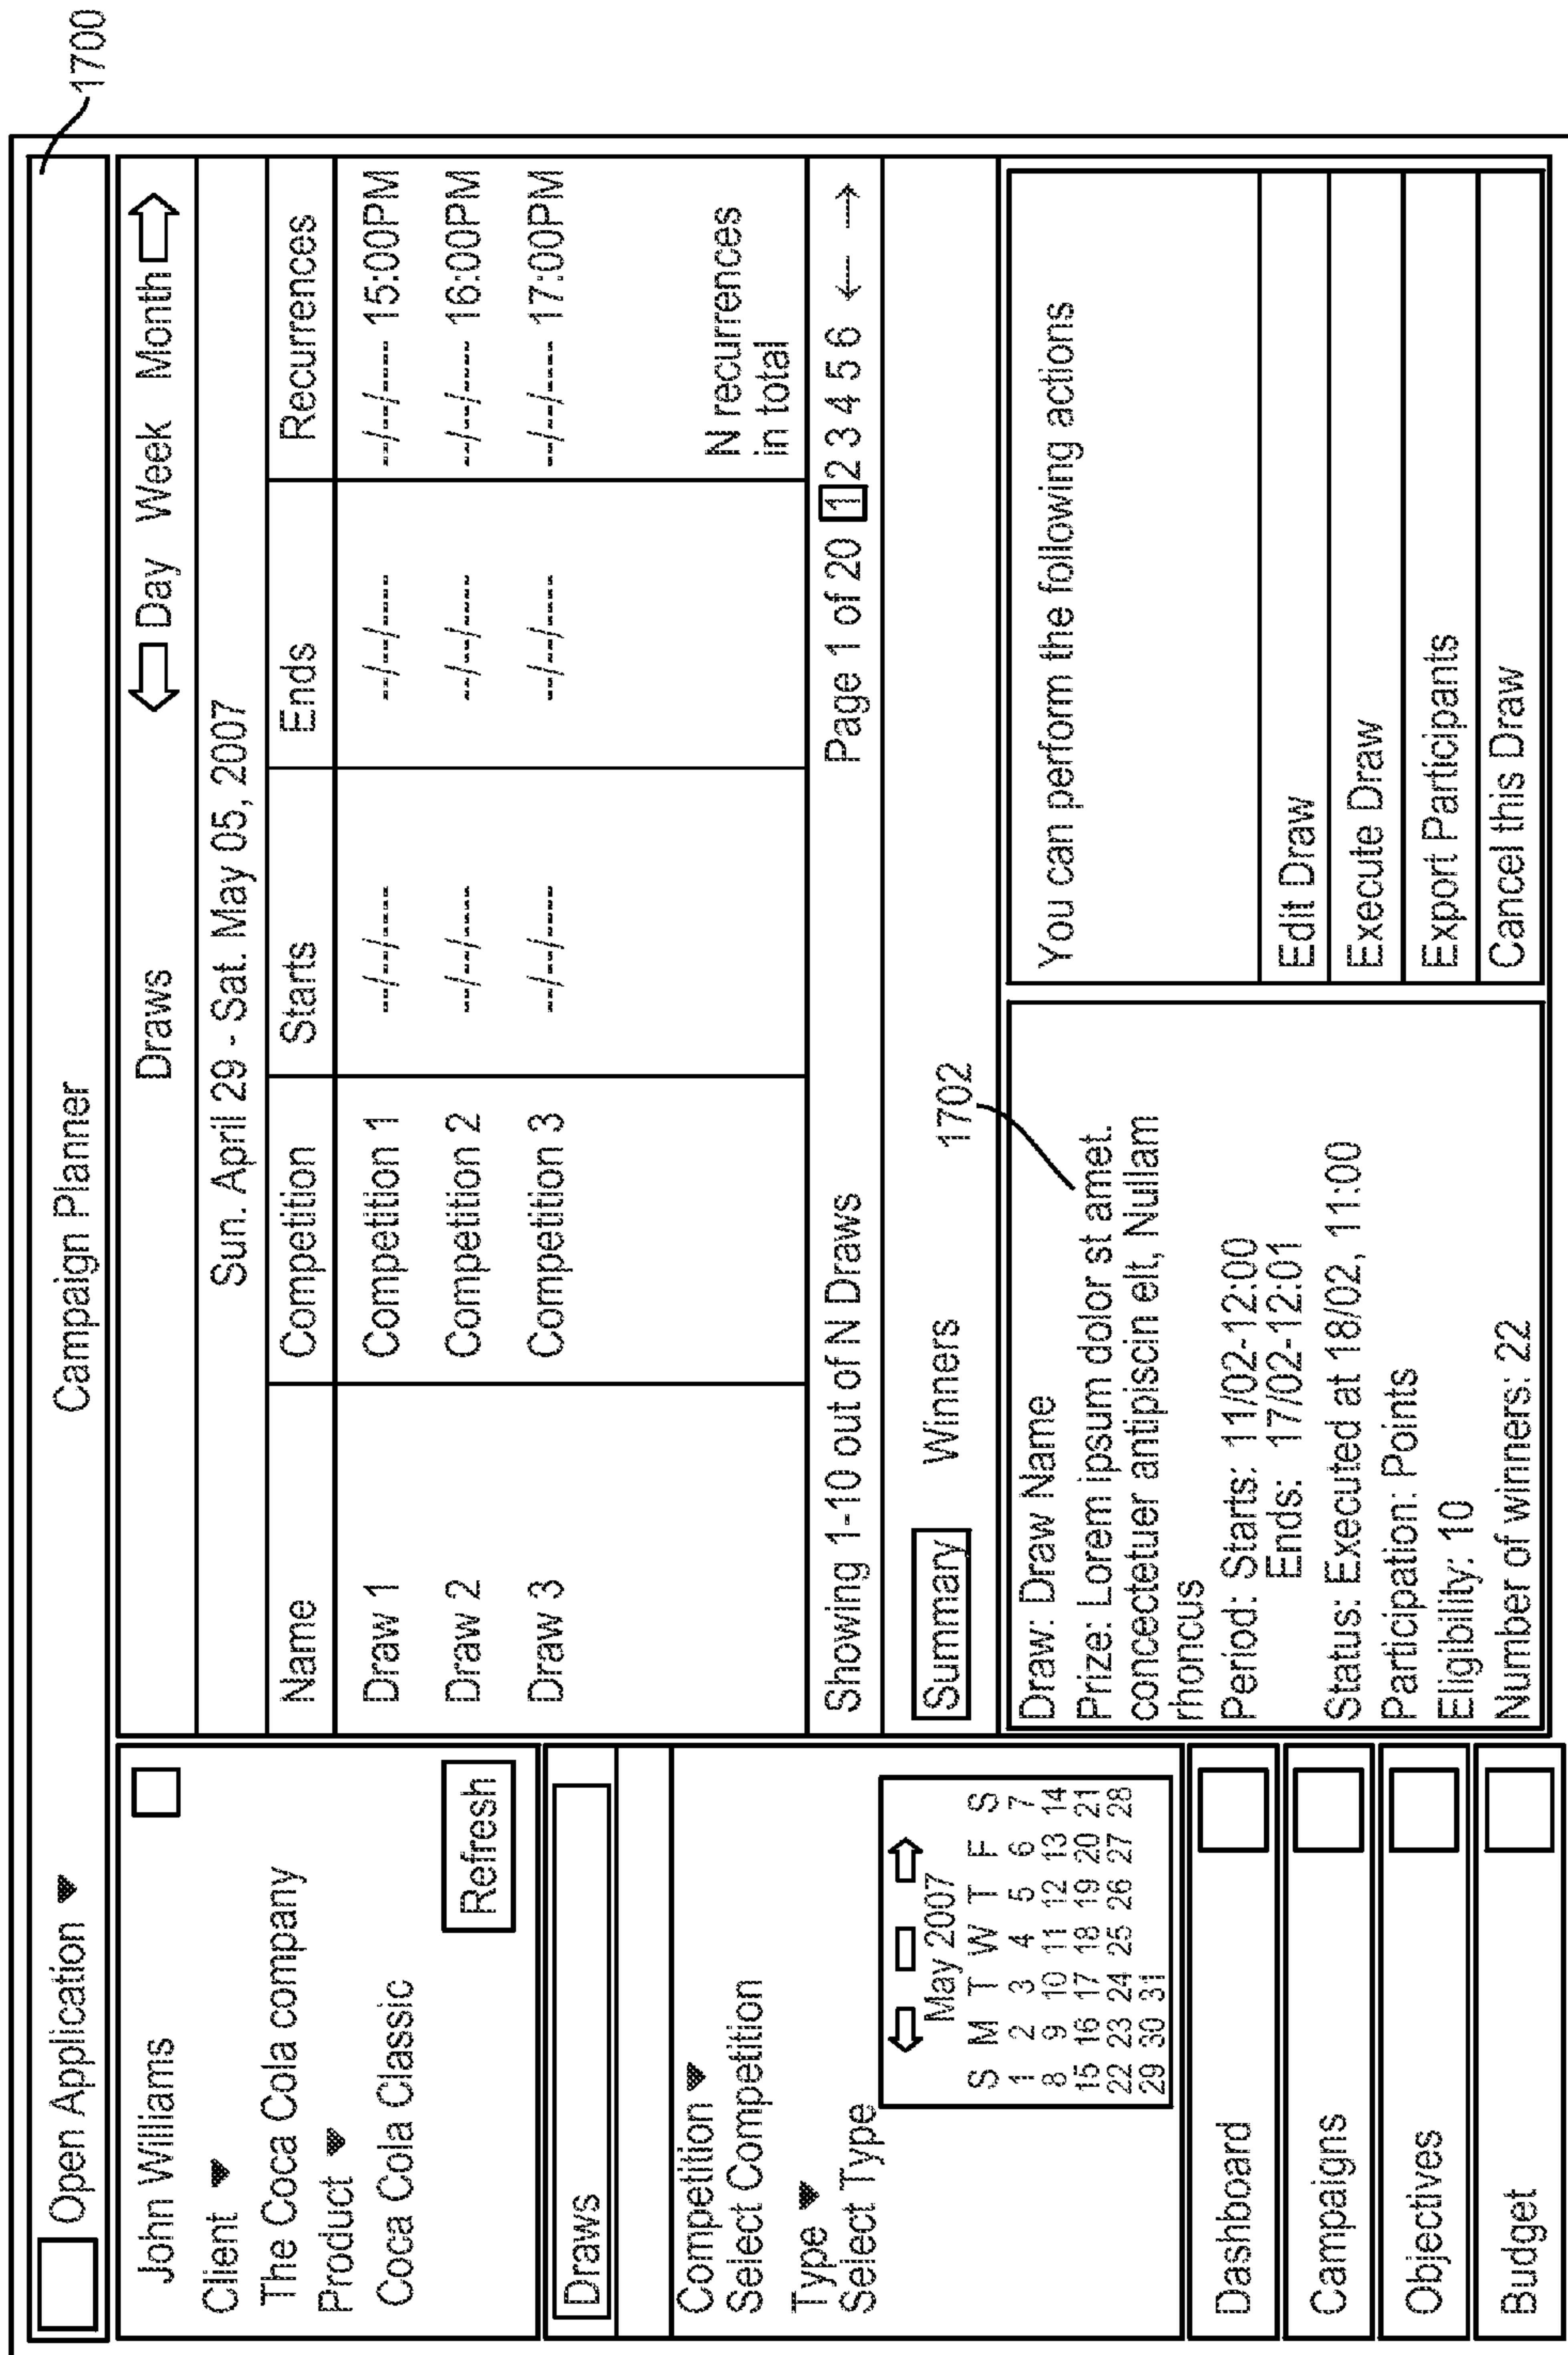 1700
Campaign Planner
Open Application
John Williams
Client
The Coca Cola company
Product
Coca Cola Classic
Refresh
Draws
Competition
Select Competition
Type
Select Type
May 2007
S M T W T F S
1 2 3 4 5 6 7
8 9 10 11 12 13 14
15 16 17 18 19 20 21
22 23 24 25 26 27 28
29 30 31
Dashboard
Campaigns
Objectives
Budget
Draws Day Week Month
Sun. April 29 - Sat. May 05, 2007
Name Competition Starts Ends Recurrences
Draw 1 Competition 1 --/--/---- --/--/---- --/--/---- 15:00PM
Draw 2 Competition 2 --/--/---- --/--/---- --/--/---- 16:00PM
Draw 3 Competition 3 --/--/---- --/--/---- --/--/---- 17:00PM
N recurrences
in total
Showing 1-10 out of N Draws Page 1 of 20 1 2 3 4 5 6 ← →
Summary Winners
1702
Draw: Draw Name
Prize: Lorem ipsum dolor st amet.
concectetuer antipiscin elt, Nullam
rhoncus
Period: Starts: 11/02-12:00
Ends: 17/02-12:01
Status: Executed at 18/02, 11:00
Participation: Points
Eligibility: 10
Number of winners: 22
You can perform the following actions
Edit Draw
Execute Draw
Export Participants
Cancel this Draw